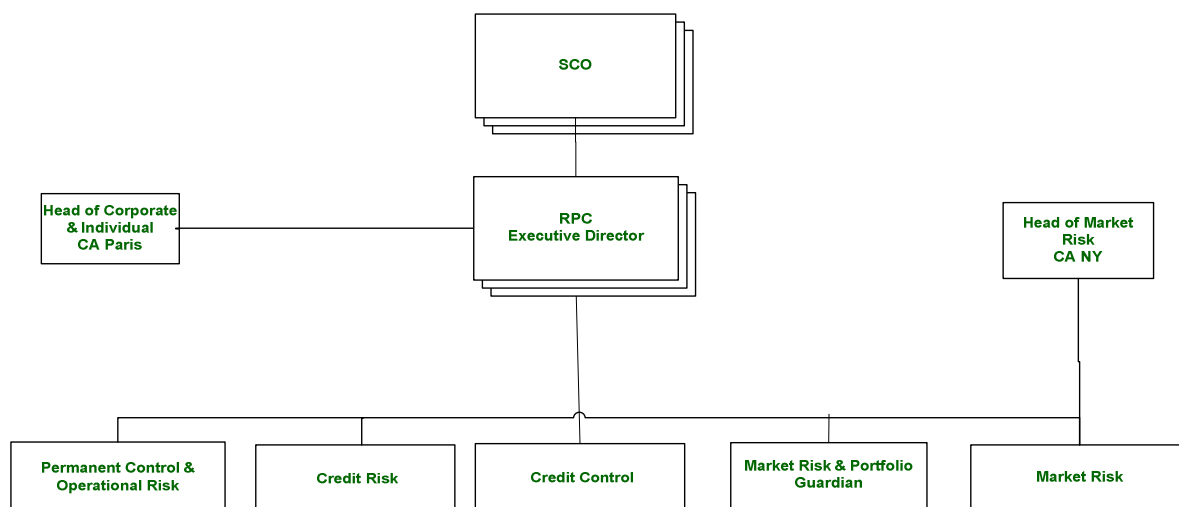 SCO
RPC
Executive Director
Head of Corporate
& Individual
CA Paris
Head of Market
Risk
CA NY
Permanent Control &
Operational Risk
Credit Risk
Credit Control
Market Risk & Portfolio
Guardian
Market Risk